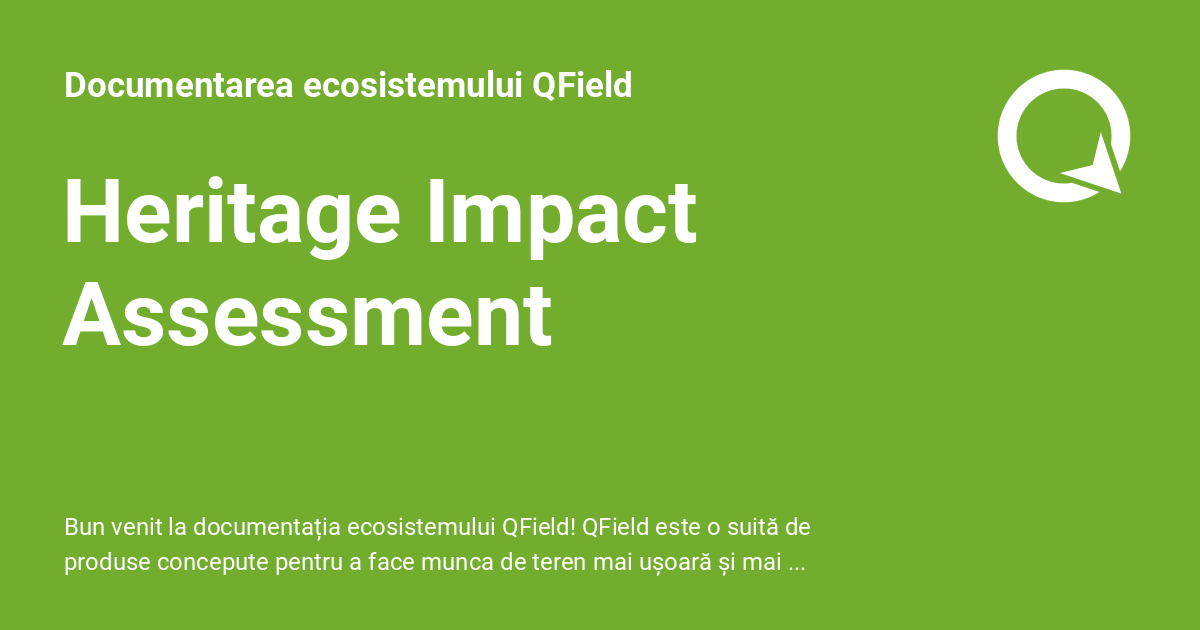 Documentarea ecosistemului QField
Heritage Impact
Assessment
Bun venit la documentația ecosistemului QField! QField este o suită de
produse concepute pentru a face munca de teren mai ușoară și mai ...